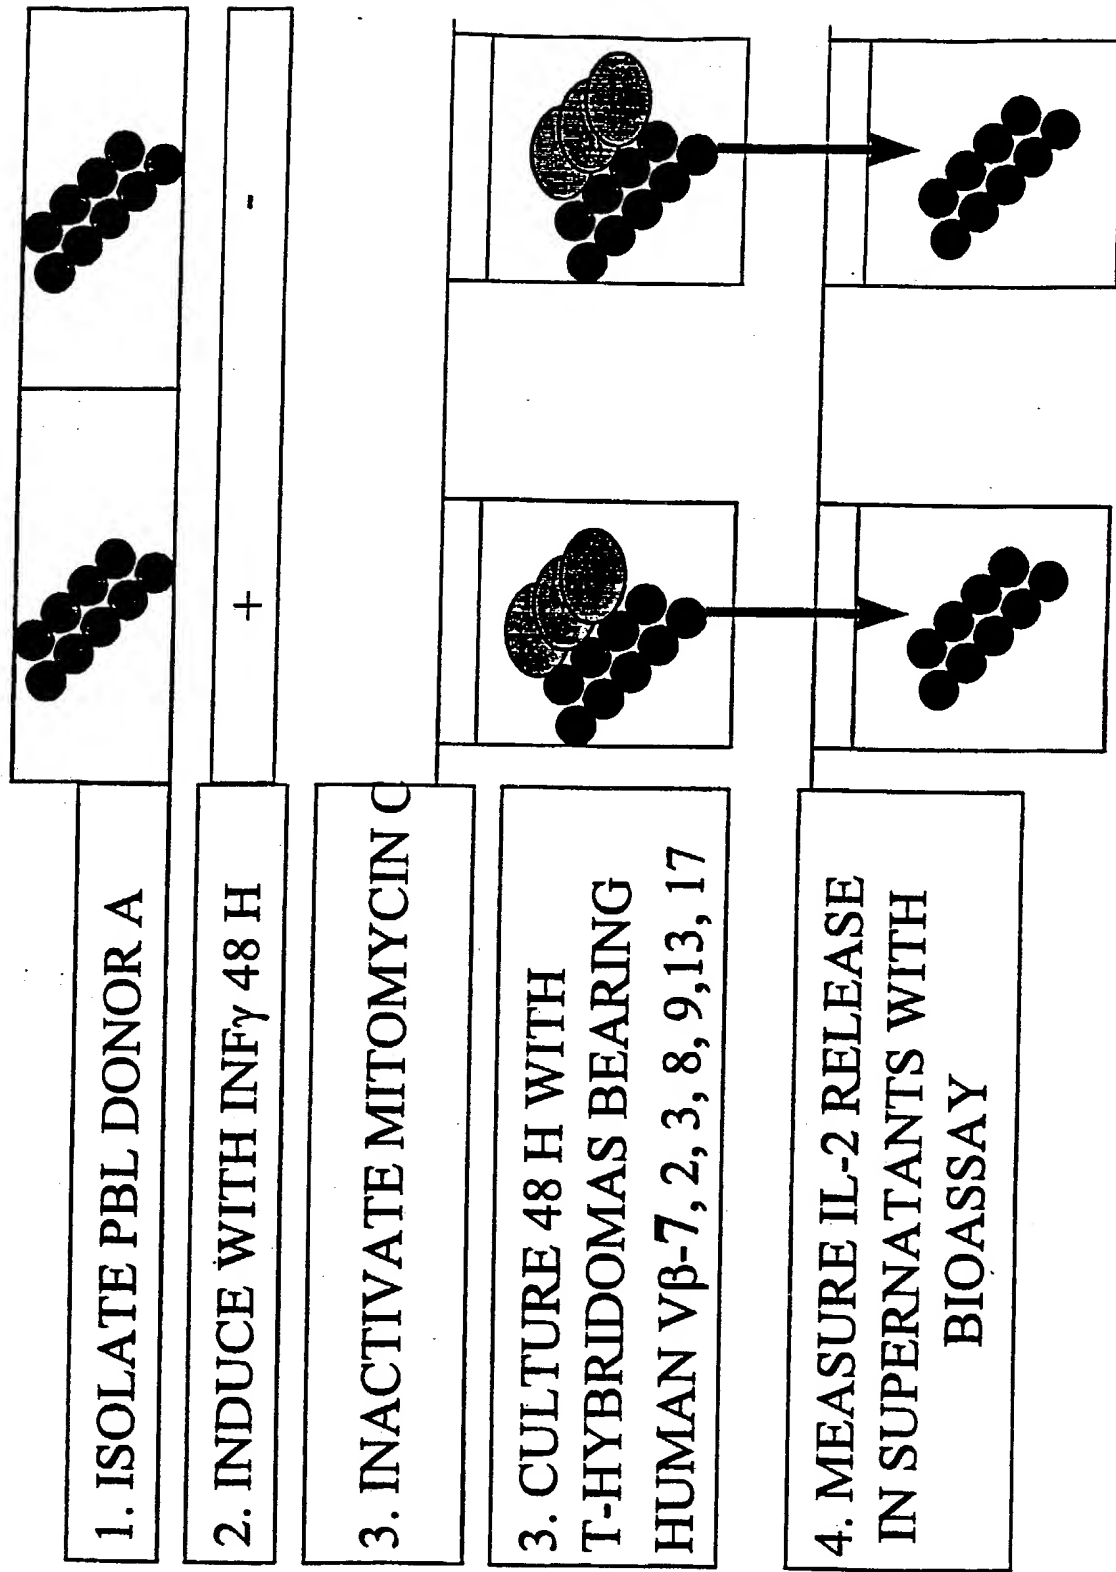 1. ISOLATE PBL DONOR A
2. INDUCE WITH INFγ 48 H
+
-
3. INACTIVATE MITOMYCIN C
3. CULTURE 48 H WITH
T-HYBRIDOMAS BEARING
HUMAN Vβ-7, 2, 3, 8, 9,13, 17
4. MEASURE IL-2 RELEASE
IN SUPERNATANTS WITH
BIOASSAY